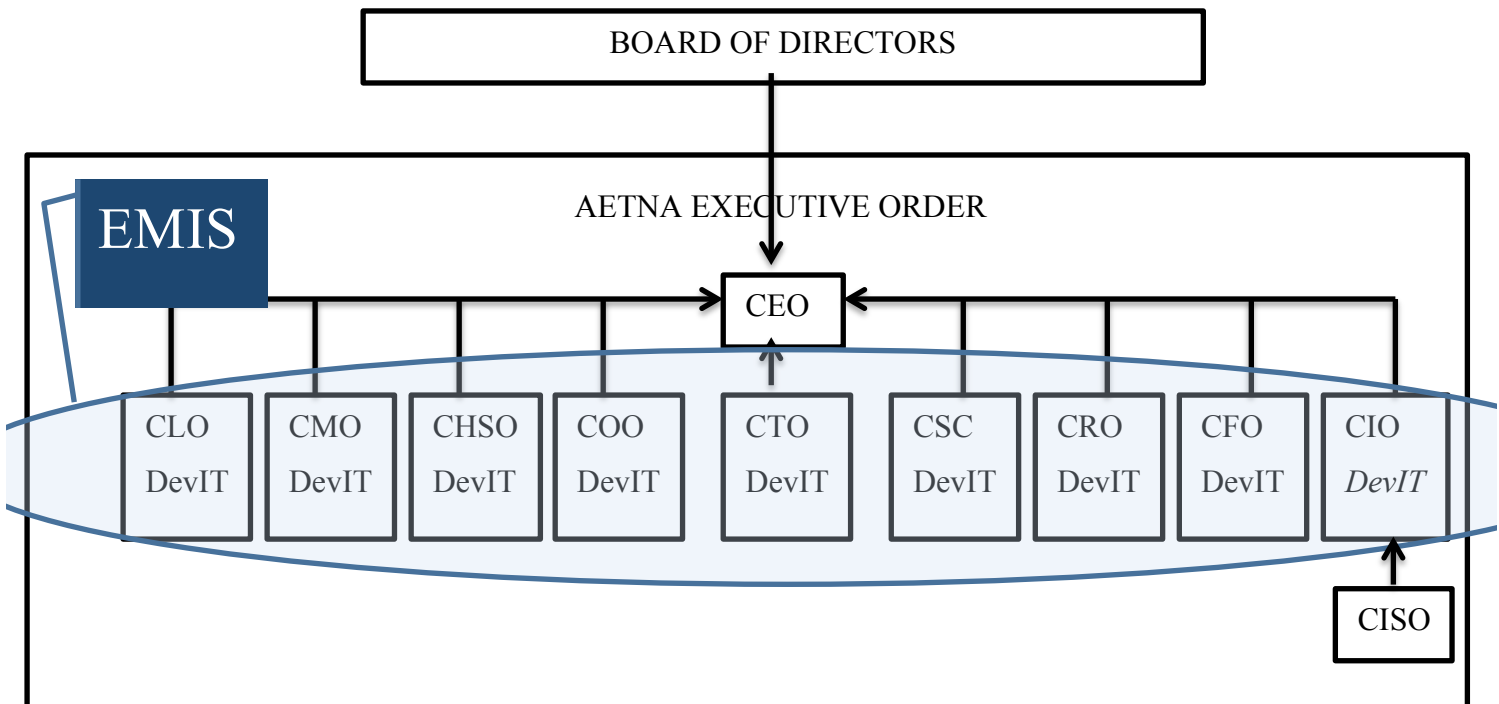 BOARD OF DIRECTORS
AETNA EXECUTIVE ORDER
EMIS
CEO
CLO
DevIT
CMO
DevIT
CHSO
DevIT
COO
DevIT
CTO
DevIT
CSC
DevIT
CRO
DevIT
CFO
DevIT
CIO
DevIT
CISO